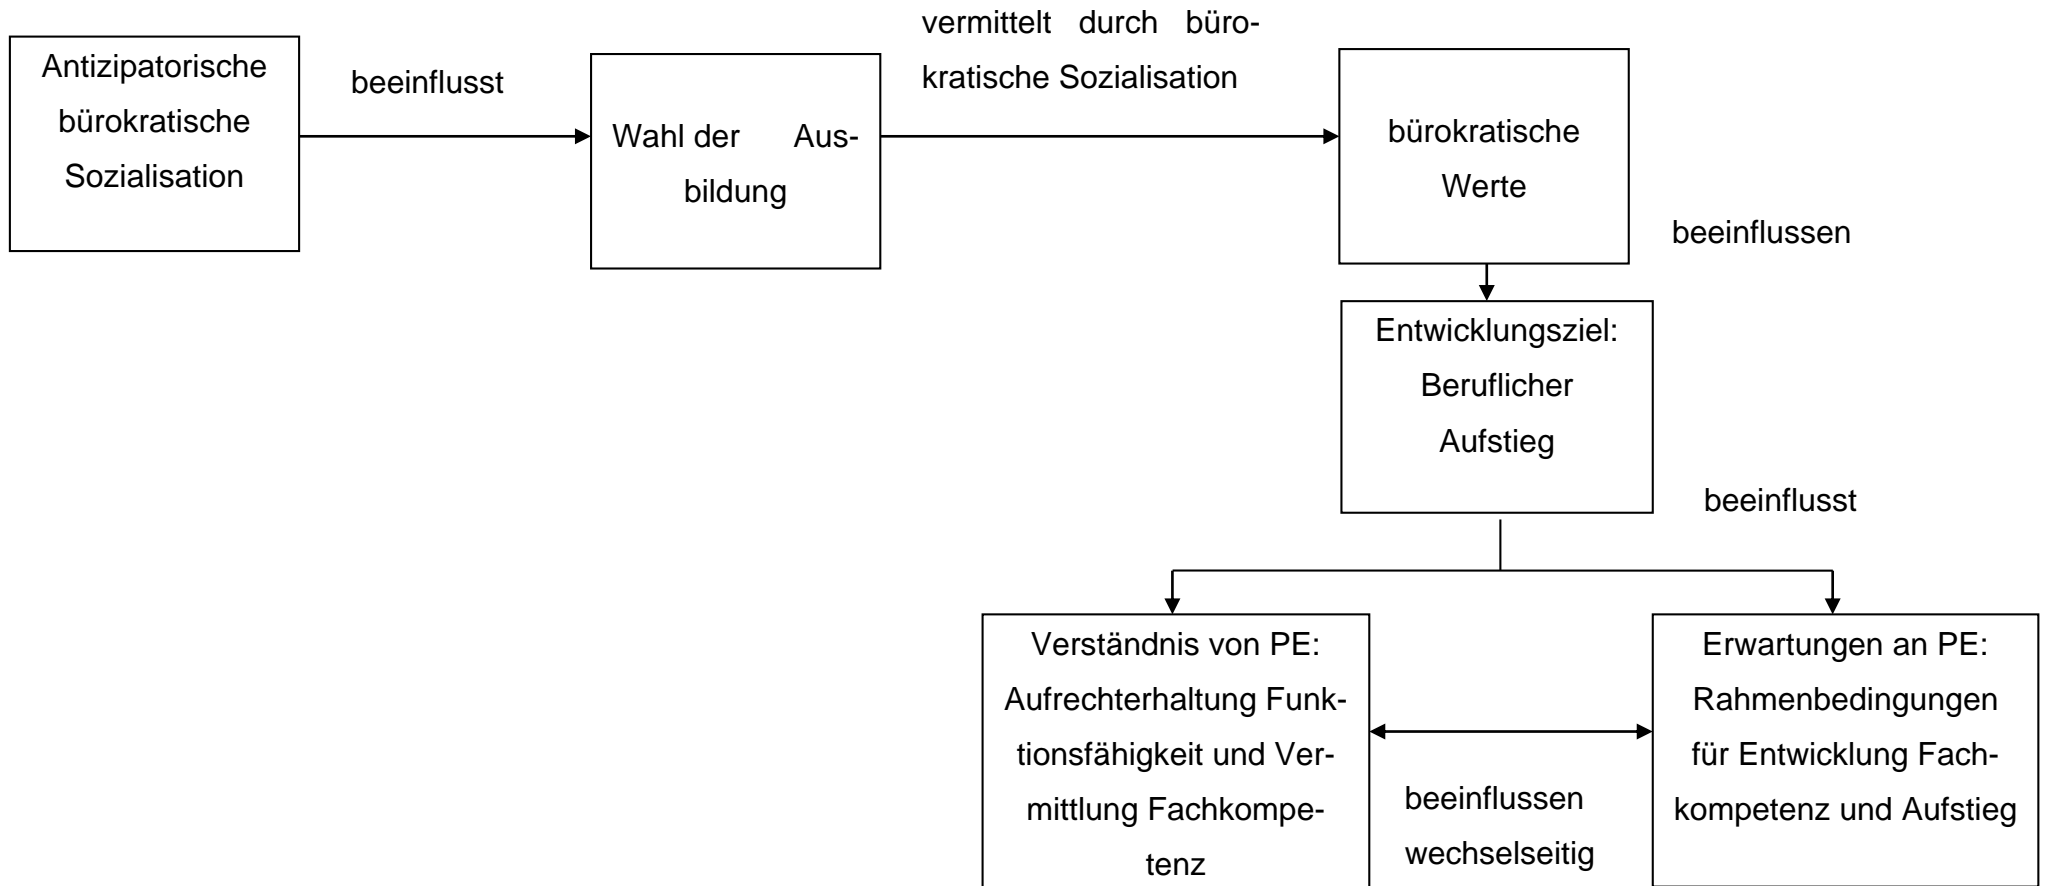 Antizipatorische
bürokratische
Sozialisation
beeinflusst
Wahl der Aus-
bildung
vermittelt durch büro-
kratische Sozialisation
bürokratische
Werte
beeinflussen
Entwicklungsziel:
Beruflicher
Aufstieg
beeinflusst
Verständnis von PE:
Aufrechterhaltung Funk-
tionsfähigkeit und Ver-
mittlung Fachkompe-
tenz
beeinflussen
wechselseitig
Erwartungen an PE:
Rahmenbedingungen
für Entwicklung Fach-
kompetenz und Aufstieg